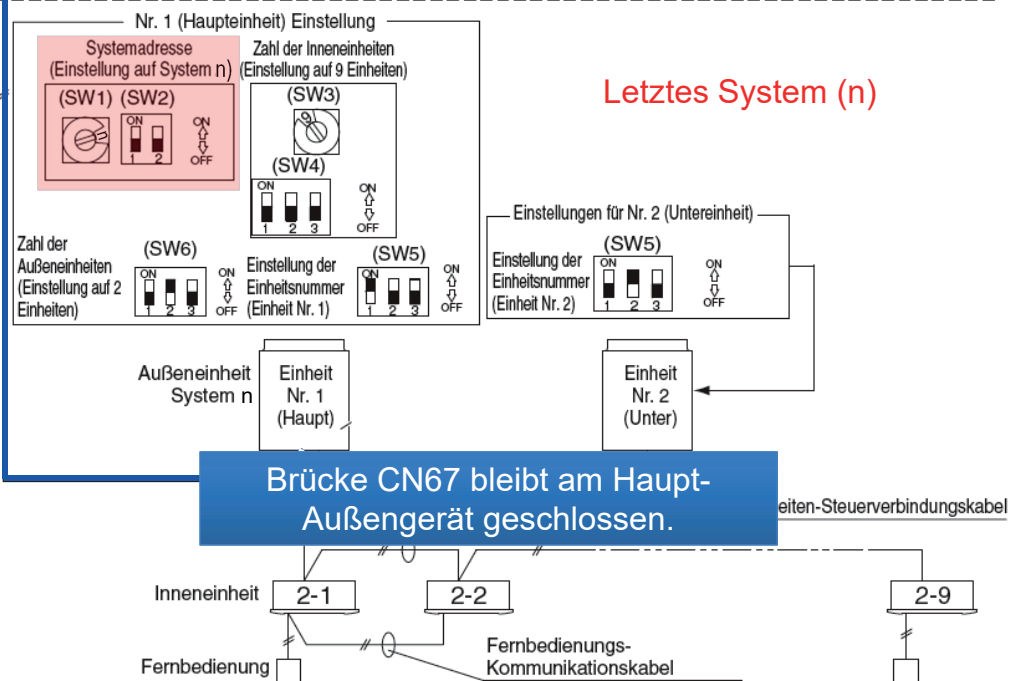 Nr. 1 (Haupteinheit) Einstellung
Systemadresse
(Einstellung auf System n)
(SW1) (SW2)
ON
1 2
ON
OFF
Zahl der Inneneinheiten
(Einstellung auf 9 Einheiten)
(SW3)
9
(SW4)
ON
1 2 3
ON
OFF
Letztes System (n)
Zahl der
Außeneinheiten
(Einstellung auf 2
Einheiten)
(SW6)
ON
1 2 3
ON
OFF
Einstellung der
Einheitsnummer
(Einheit Nr. 1)
(SW5)
ON
1 2 3
ON
OFF
Einstellungen für Nr. 2 (Untereinheit)
Einstellung der
Einheitsnummer
(Einheit Nr. 2)
(SW5)
ON
1 2 3
ON
OFF
Außeneinheit
System n
Einheit
Nr. 1
(Haupt)
Einheit
Nr. 2
(Unter)
Brücke CN67 bleibt am Haupt-
Außengerät geschlossen.
eiten-Steuerverbindungskabel
Inneneinheit
2-1
2-2
2-9
Fernbedienung
Fernbedienungs-
Kommunikationskabel